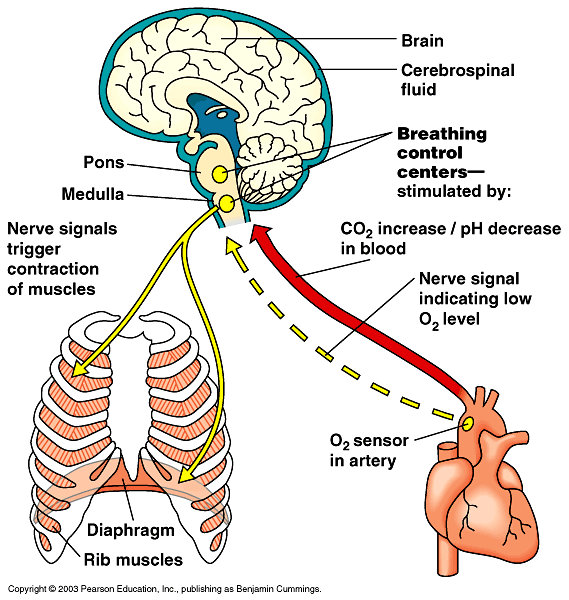 Brain
Cerebrospinal
fluid
Breathing
control
centers—
stimulated by:
Pons
Medulla
Nerve signals
trigger
contraction
of muscles
CO2 increase / pH decrease
in blood
Nerve signal
indicating low
O2 level
O2 sensor
in artery
Diaphragm
Rib muscles
Copyright © 2003 Pearson Education, Inc., publishing as Benjamin Cummings.